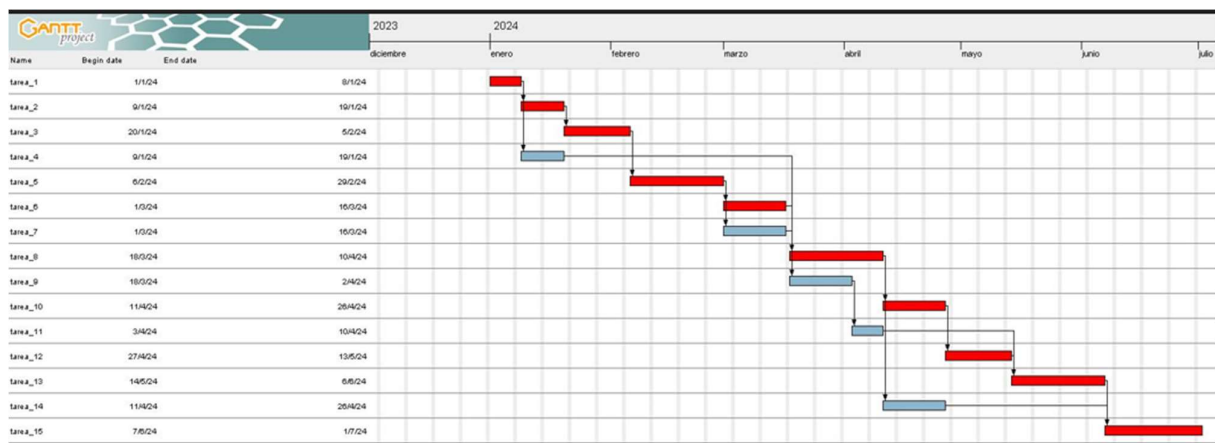 GANTT project
2023 2024
diciembre enero febrero marzo abril mayo junio julio
Name Begin date End date
tarea_1 1/1/24 8/1/24
tarea_2 9/1/24 19/1/24
tarea_3 20/1/24 5/2/24
tarea_4 9/1/24 19/1/24
tarea_5 6/2/24 29/2/24
tarea_6 1/3/24 16/3/24
tarea_7 1/3/24 16/3/24
tarea_8 18/3/24 10/4/24
tarea_9 18/3/24 2/4/24
tarea_10 11/4/24 26/4/24
tarea_11 3/4/24 10/4/24
tarea_12 27/4/24 13/5/24
tarea_13 14/5/24 6/6/24
tarea_14 11/4/24 26/4/24
tarea_15 7/6/24 1/7/24